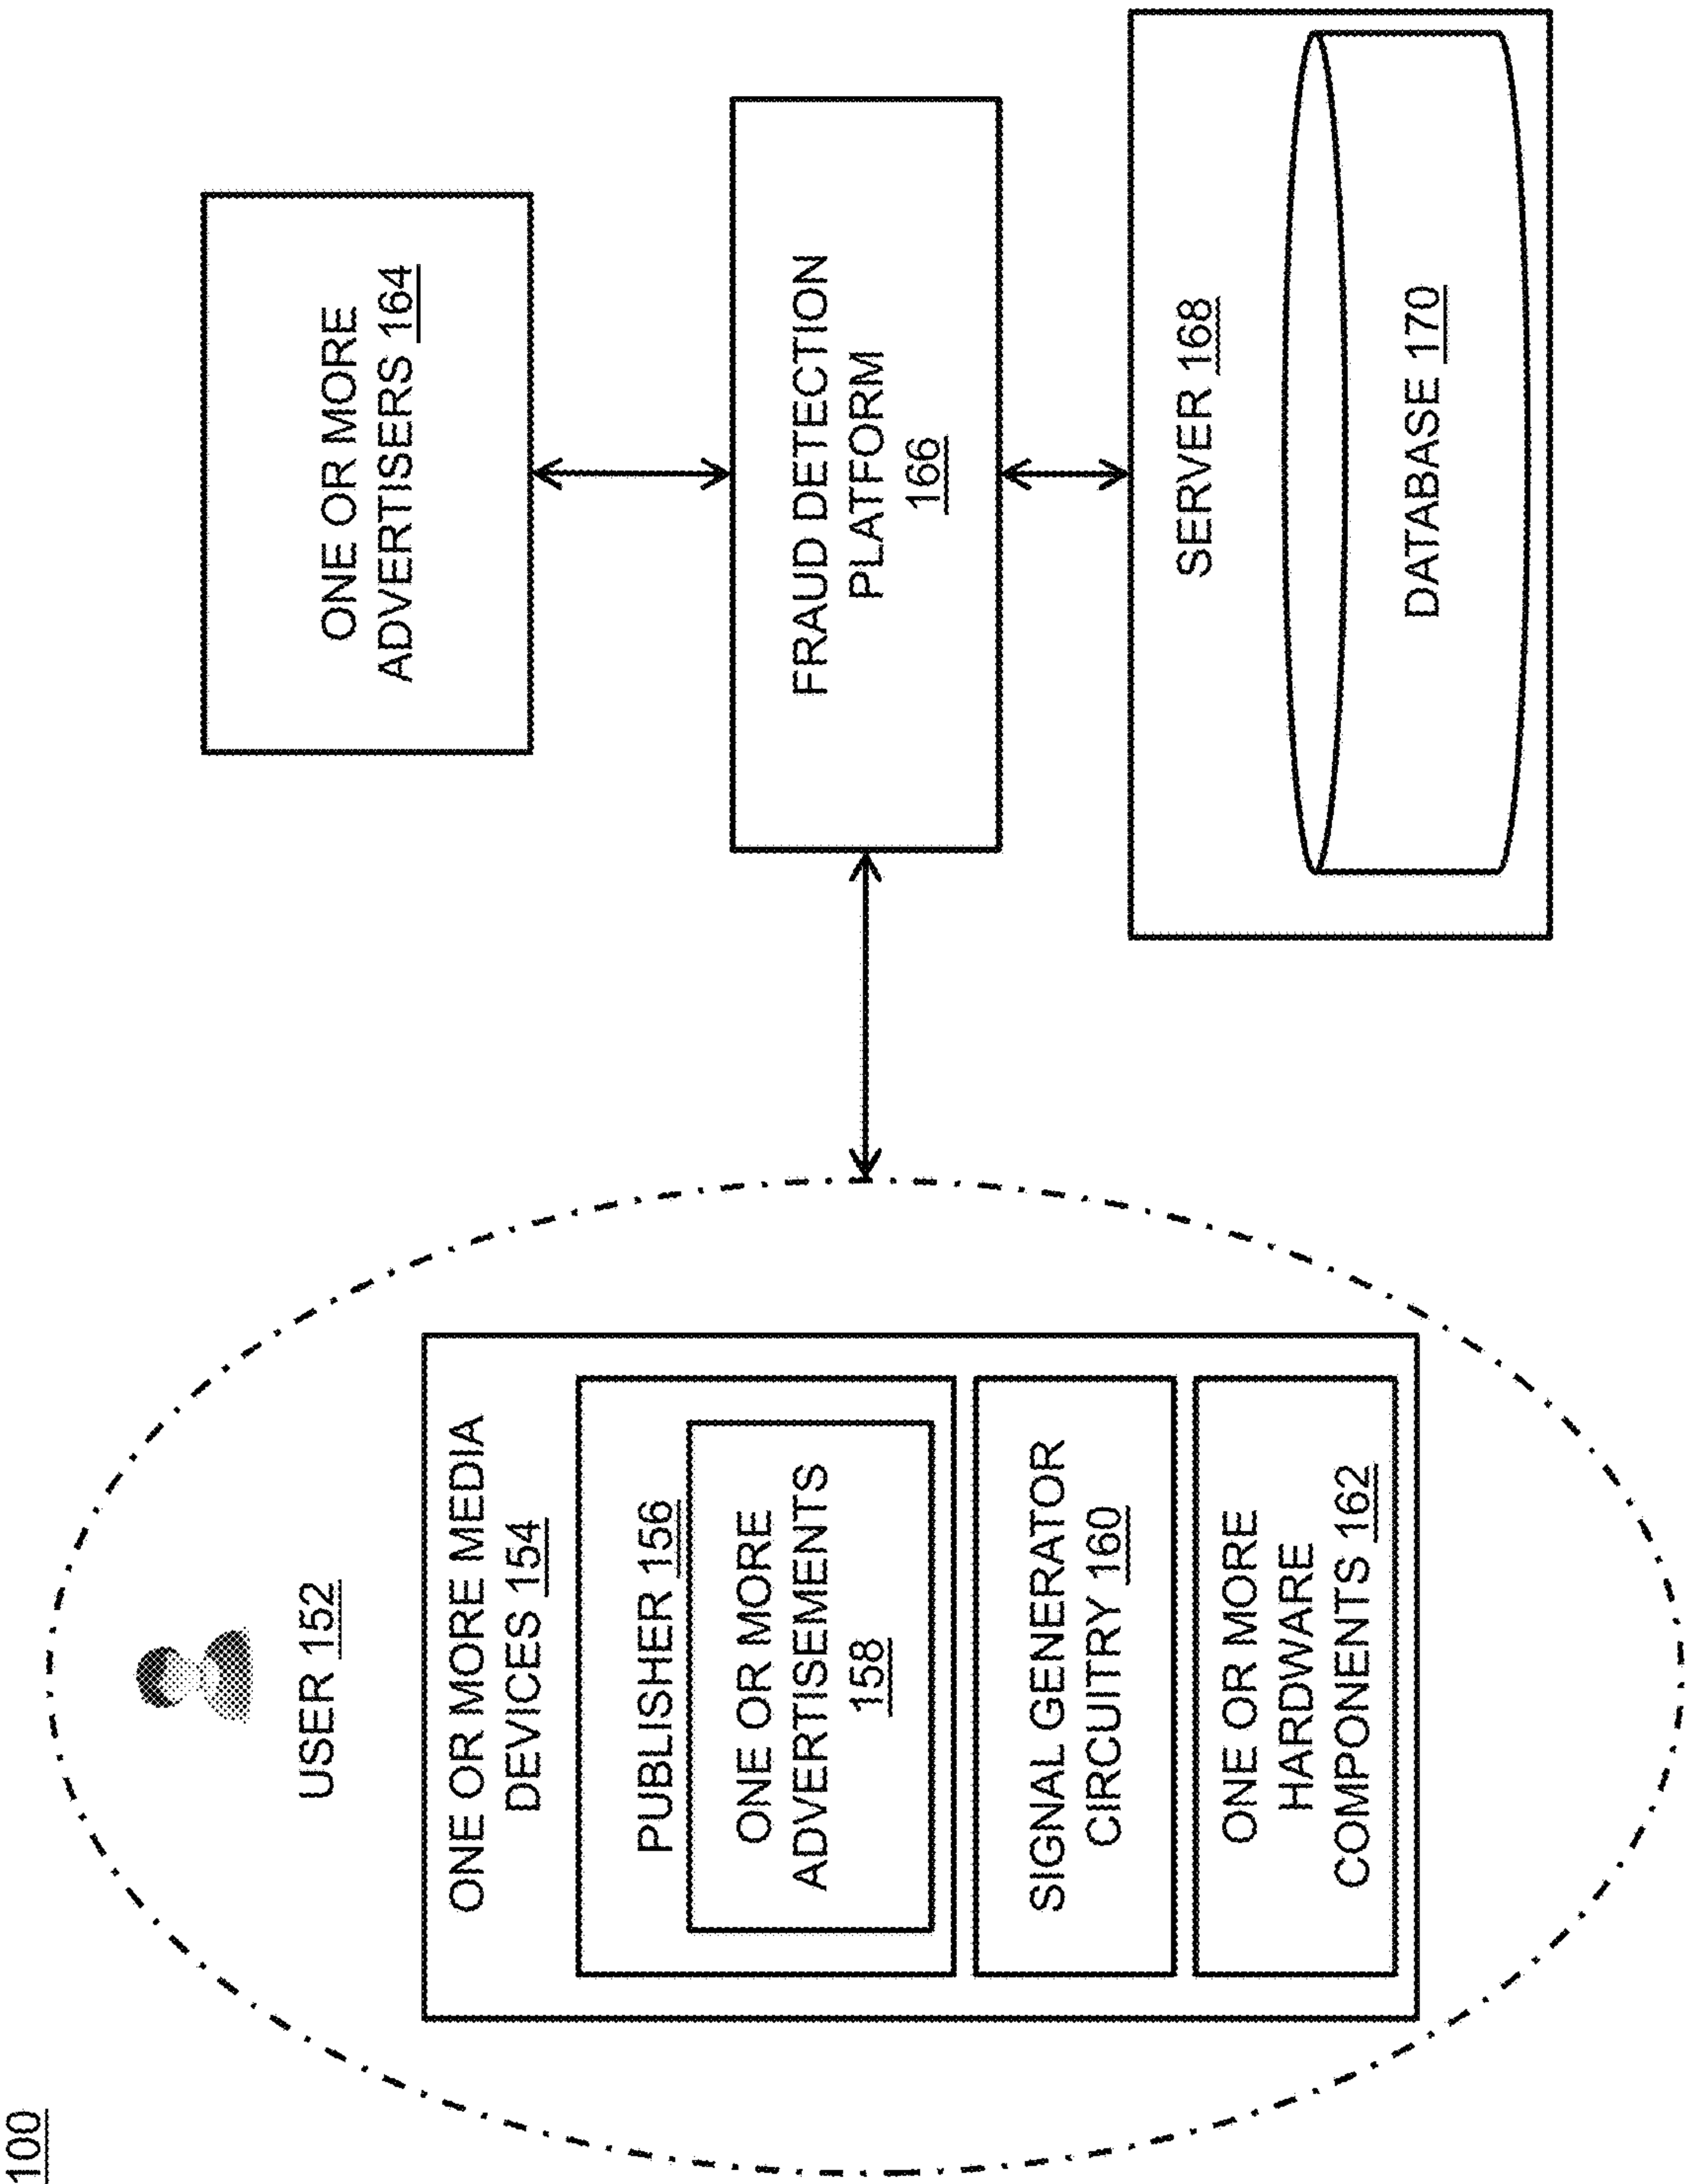 100
USER 152
ONE OR MORE MEDIA
DEVICES 154
PUBLISHER 156
ONE OR MORE
ADVERTISEMENTS
158
SIGNAL GENERATOR
CIRCUITRY 160
ONE OR MORE
HARDWARE
COMPONENTS 162
ONE OR MORE
ADVERTISERS 164
FRAUD DETECTION
PLATFORM
166
SERVER 168
DATABASE 170